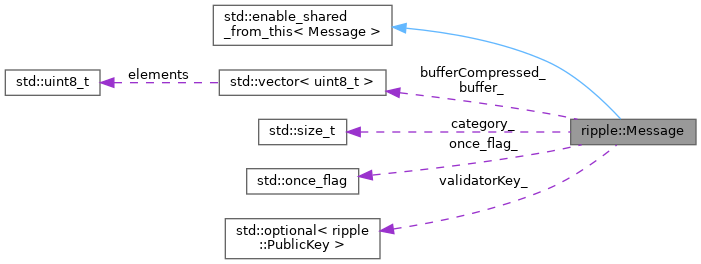 std::enable_shared
_from_this< Message >
std::uint8_t
elements
std::vector< uint8_t >
bufferCompressed_
buffer_
ripple::Message
std::size_t
category_
once_flag_
std::once_flag
validatorKey_
std::optional< ripple
::PublicKey >